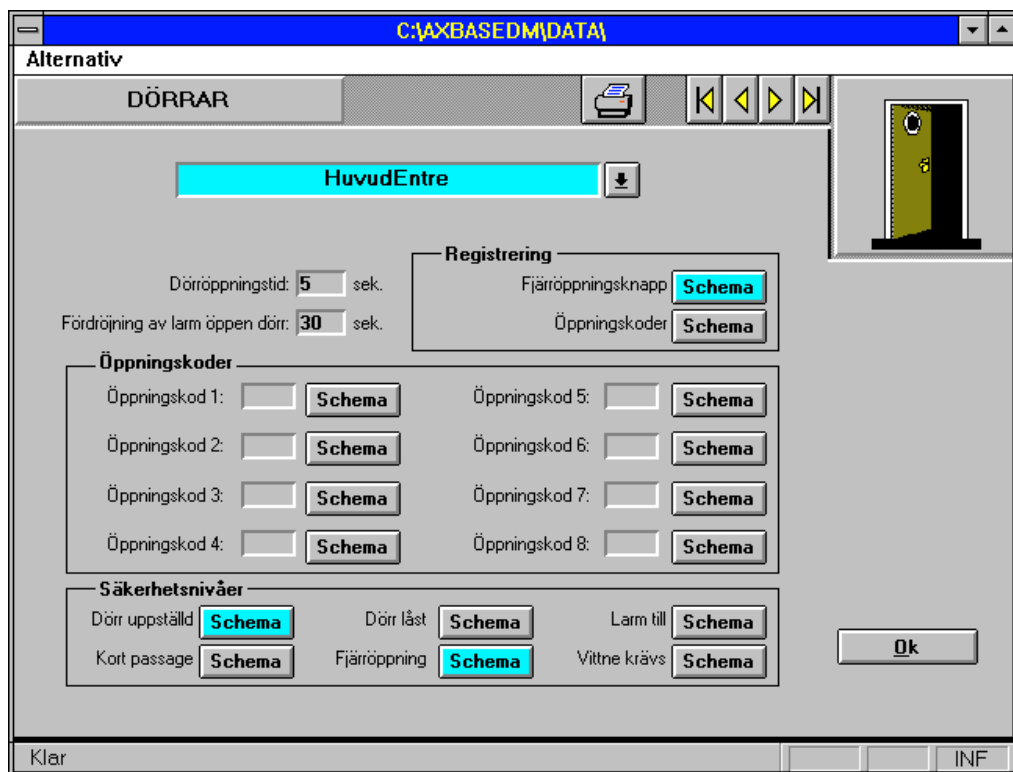 C:\AXBASEDM\DATA\
Alternativ
DÖRRAR
HuvudEntre
Registrering
Dörröppningstid: 5 sek.
Fjärröppningsknapp Schema
Fördröjning av larm öppen dörr: 30 sek.
Öppningskoder Schema
Öppningskoder
Öppningskod 1: Schema
Öppningskod 5: Schema
Öppningskod 2: Schema
Öppningskod 6: Schema
Öppningskod 3: Schema
Öppningskod 7: Schema
Öppningskod 4: Schema
Öppningskod 8: Schema
Säkerhetsnivåer
Dörr uppställd Schema
Dörr låst Schema
Larm till Schema
Kort passage Schema
Fjärröppning Schema
Vittne krävs Schema
Ok
Klar
INF